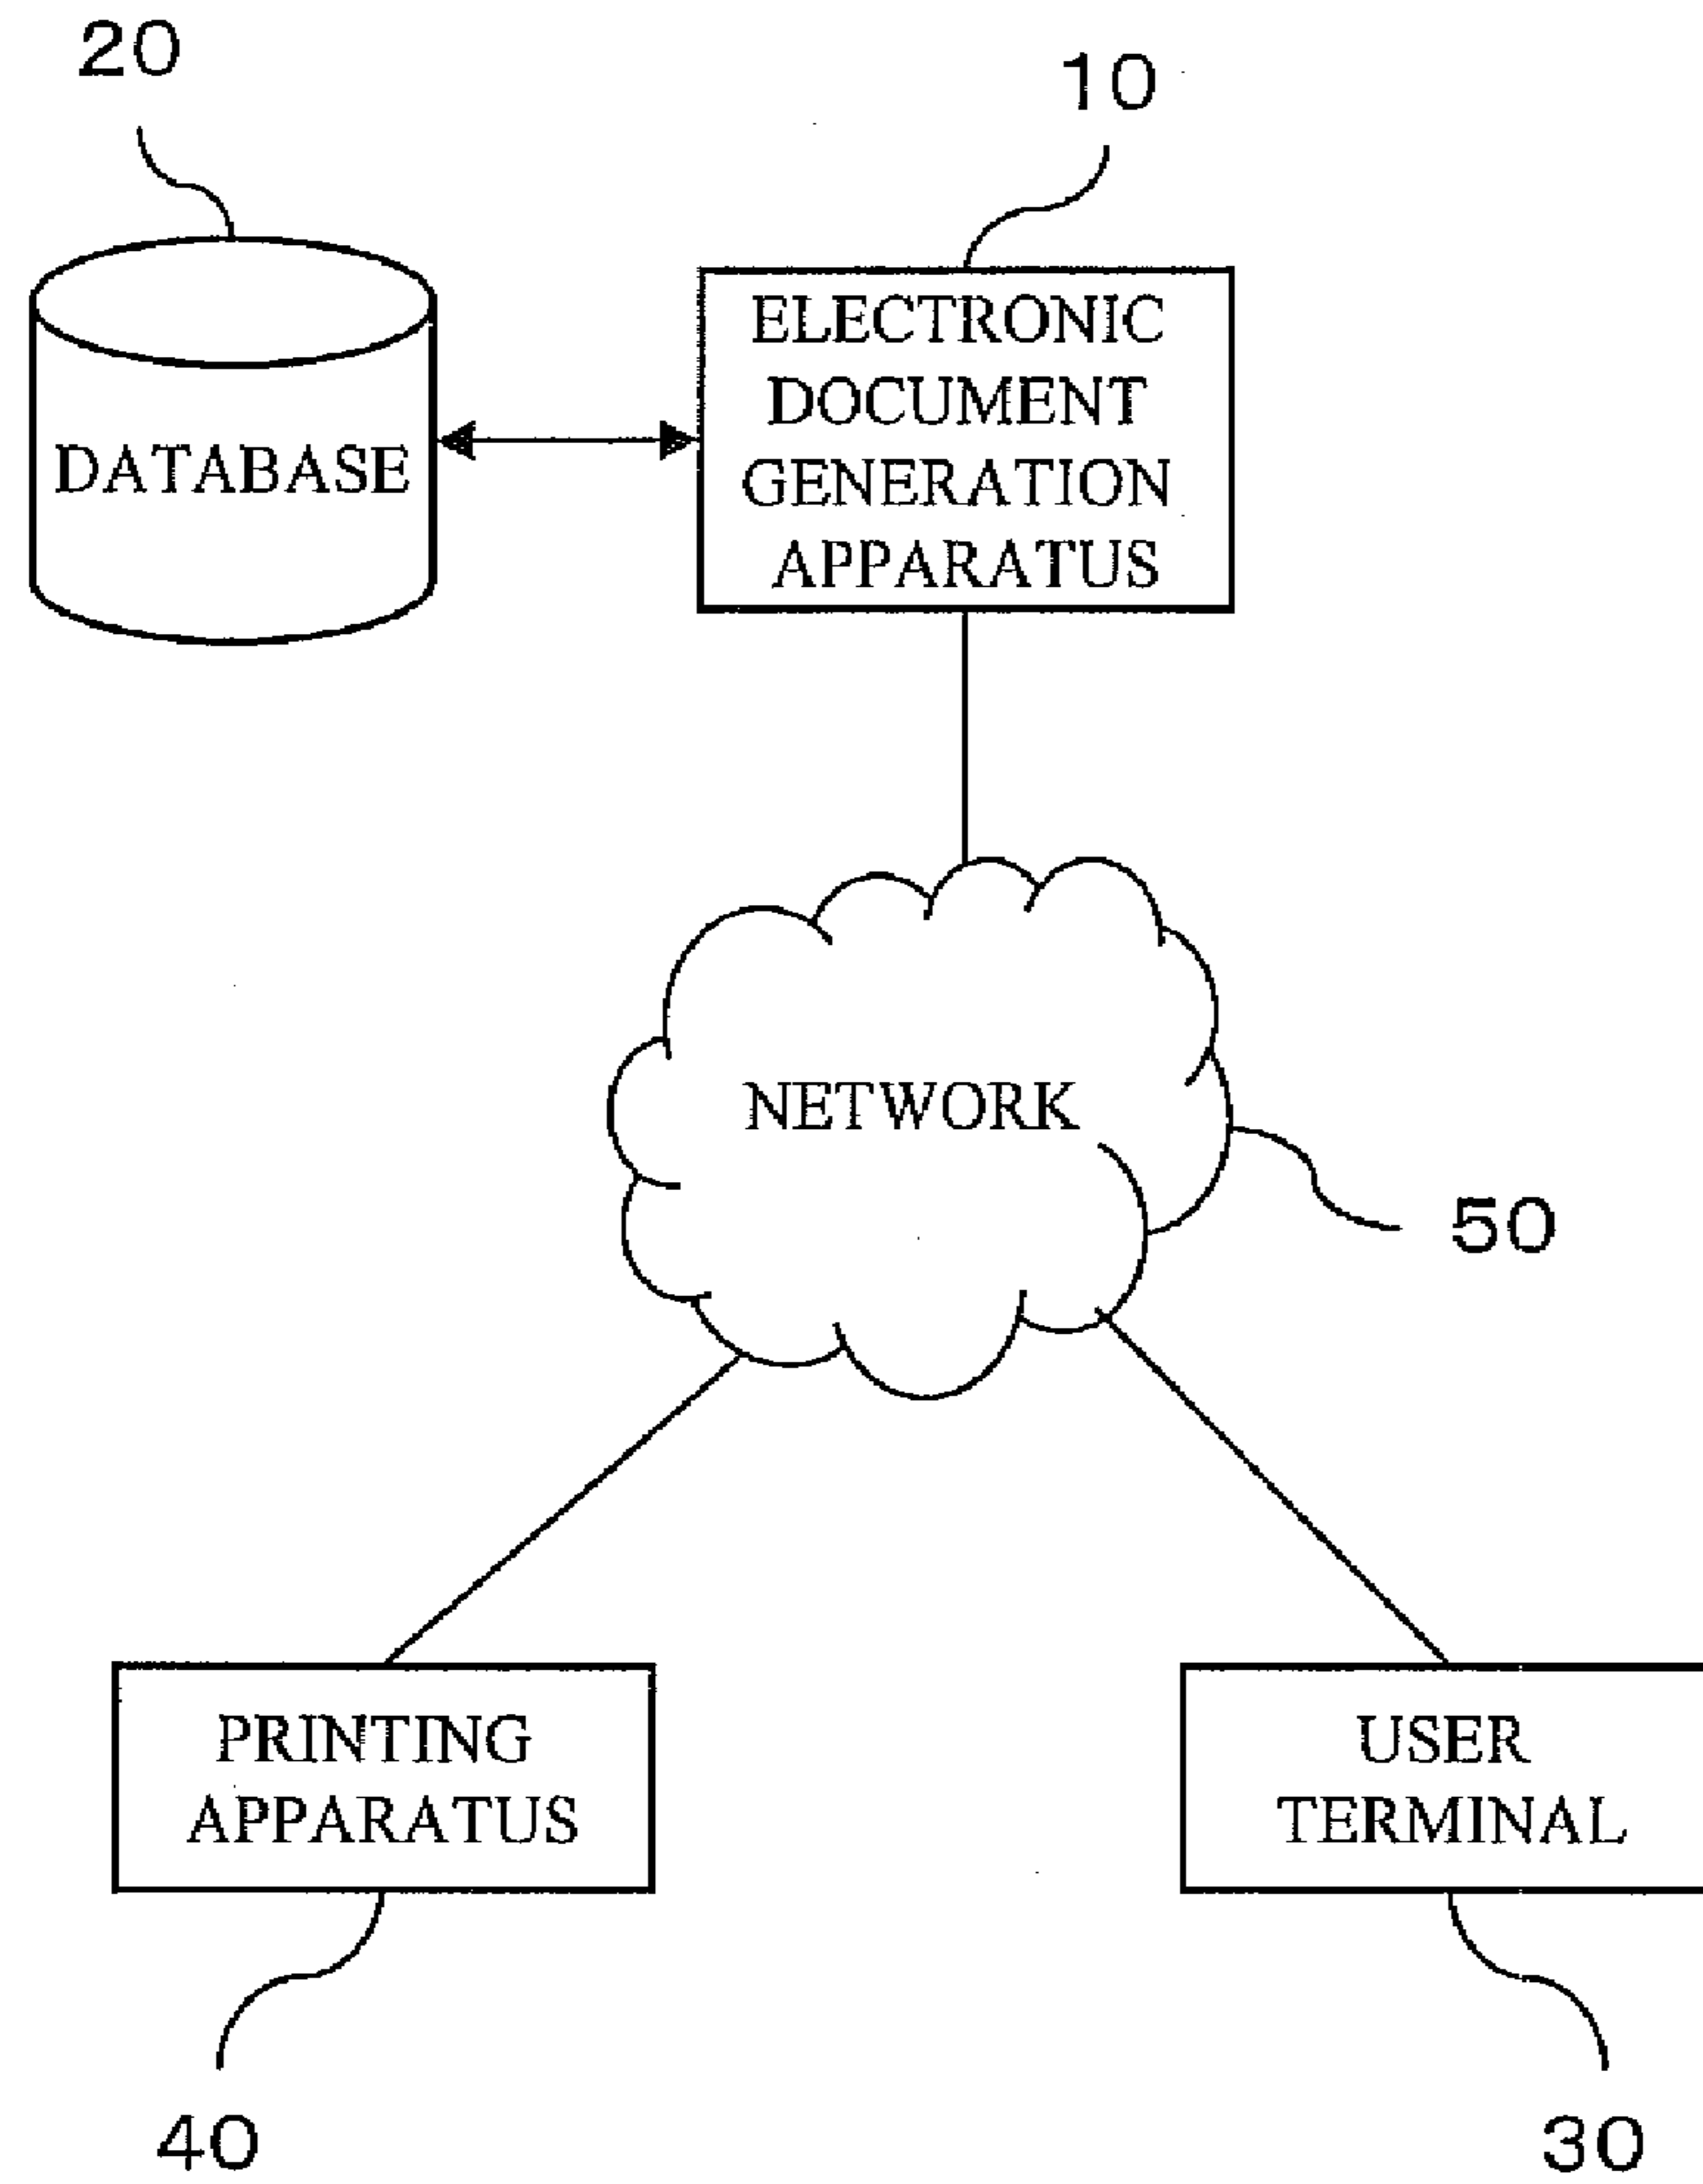 20
10
ELECTRONIC
DOCUMENT
GENERATION
APPARATUS
DATABASE
NETWORK
50
PRINTING
APPARATUS
USER
TERMINAL
40
30